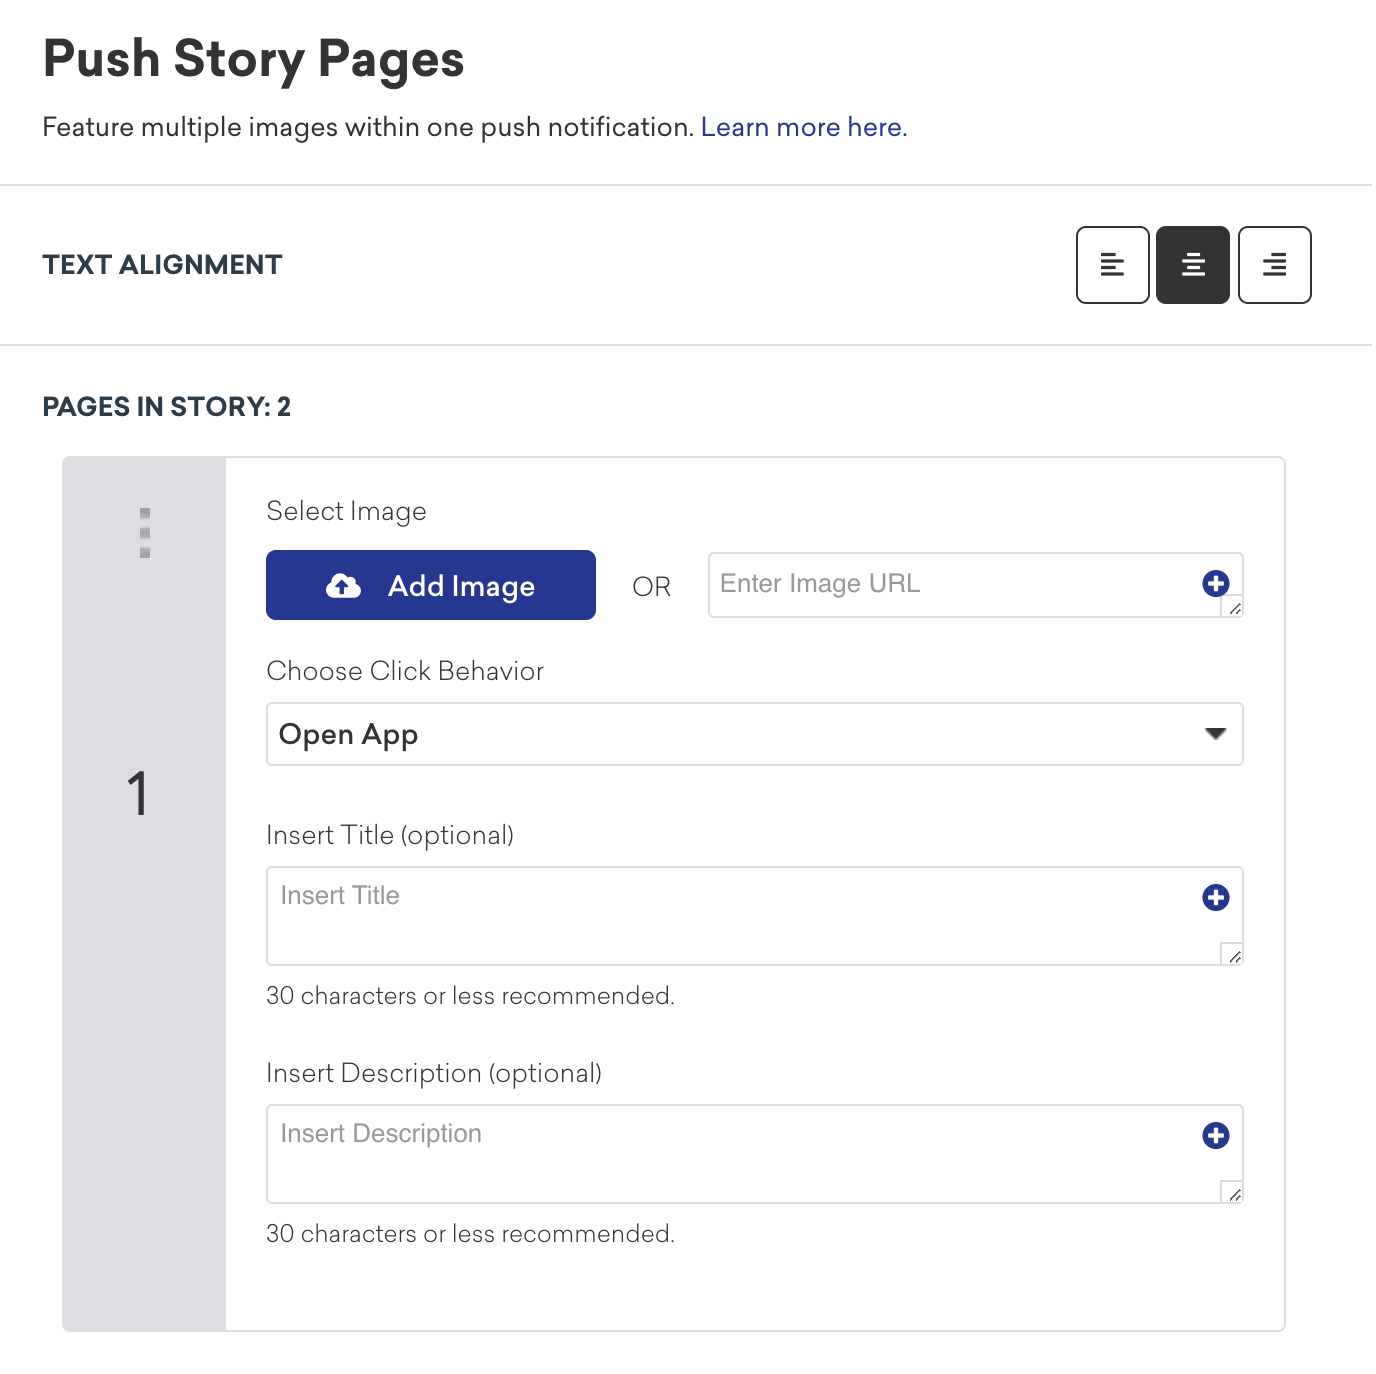 Push Story Pages
Feature multiple images within one push notification. Learn more here.
TEXT ALIGNMENT
PAGES IN STORY: 2
Select Image
Add Image OR Enter Image URL
Choose Click Behavior
Open App
1
Insert Title (optional)
Insert Title
30 characters or less recommended.
Insert Description (optional)
Insert Description
30 characters or less recommended.